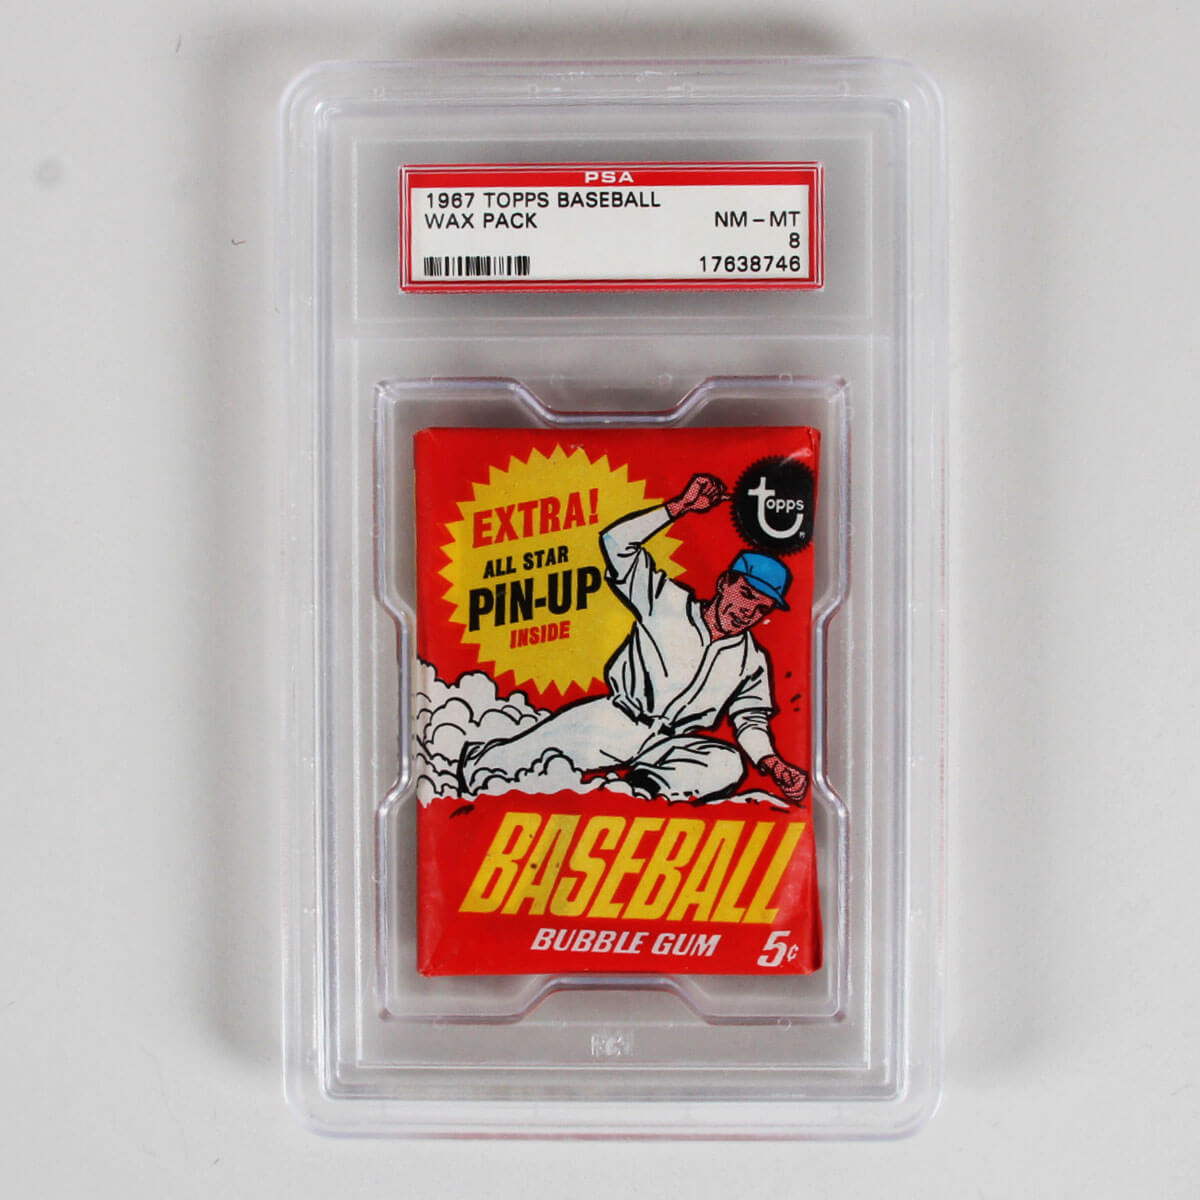 PSA
1967 TOPPS BASEBALL
WAX PACK
NM - MT
8
17638746
EXTRA!
ALL STAR
PIN-UP
INSIDE
topps
BASEBALL
BUBBLE GUM
5¢